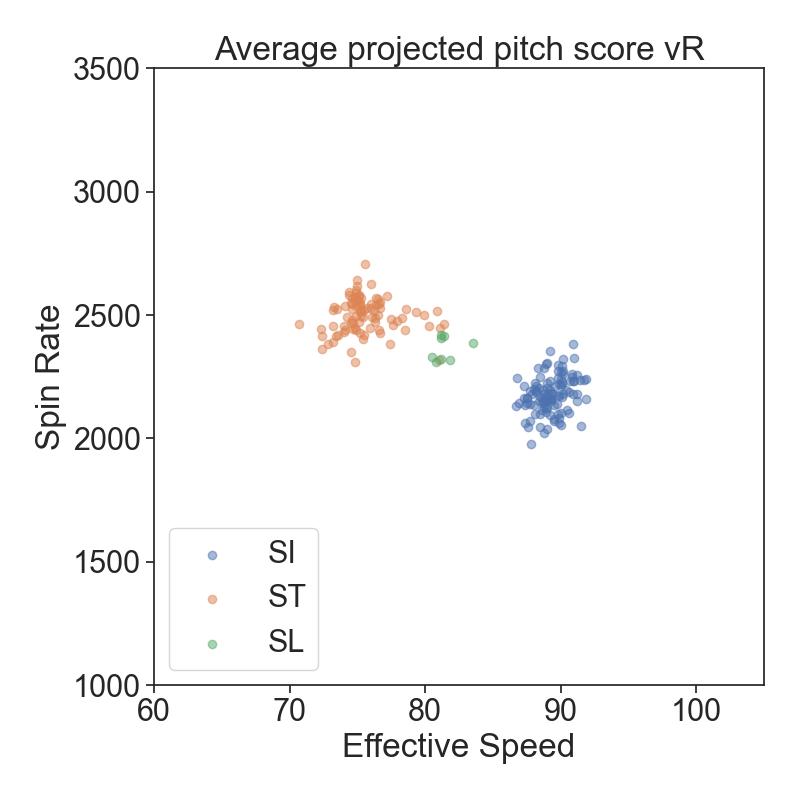 Average projected pitch score vR
3500
3000
2500
2000
1500
1000
Spin Rate
SI
ST
SL
60 70 80 90 100
Effective Speed